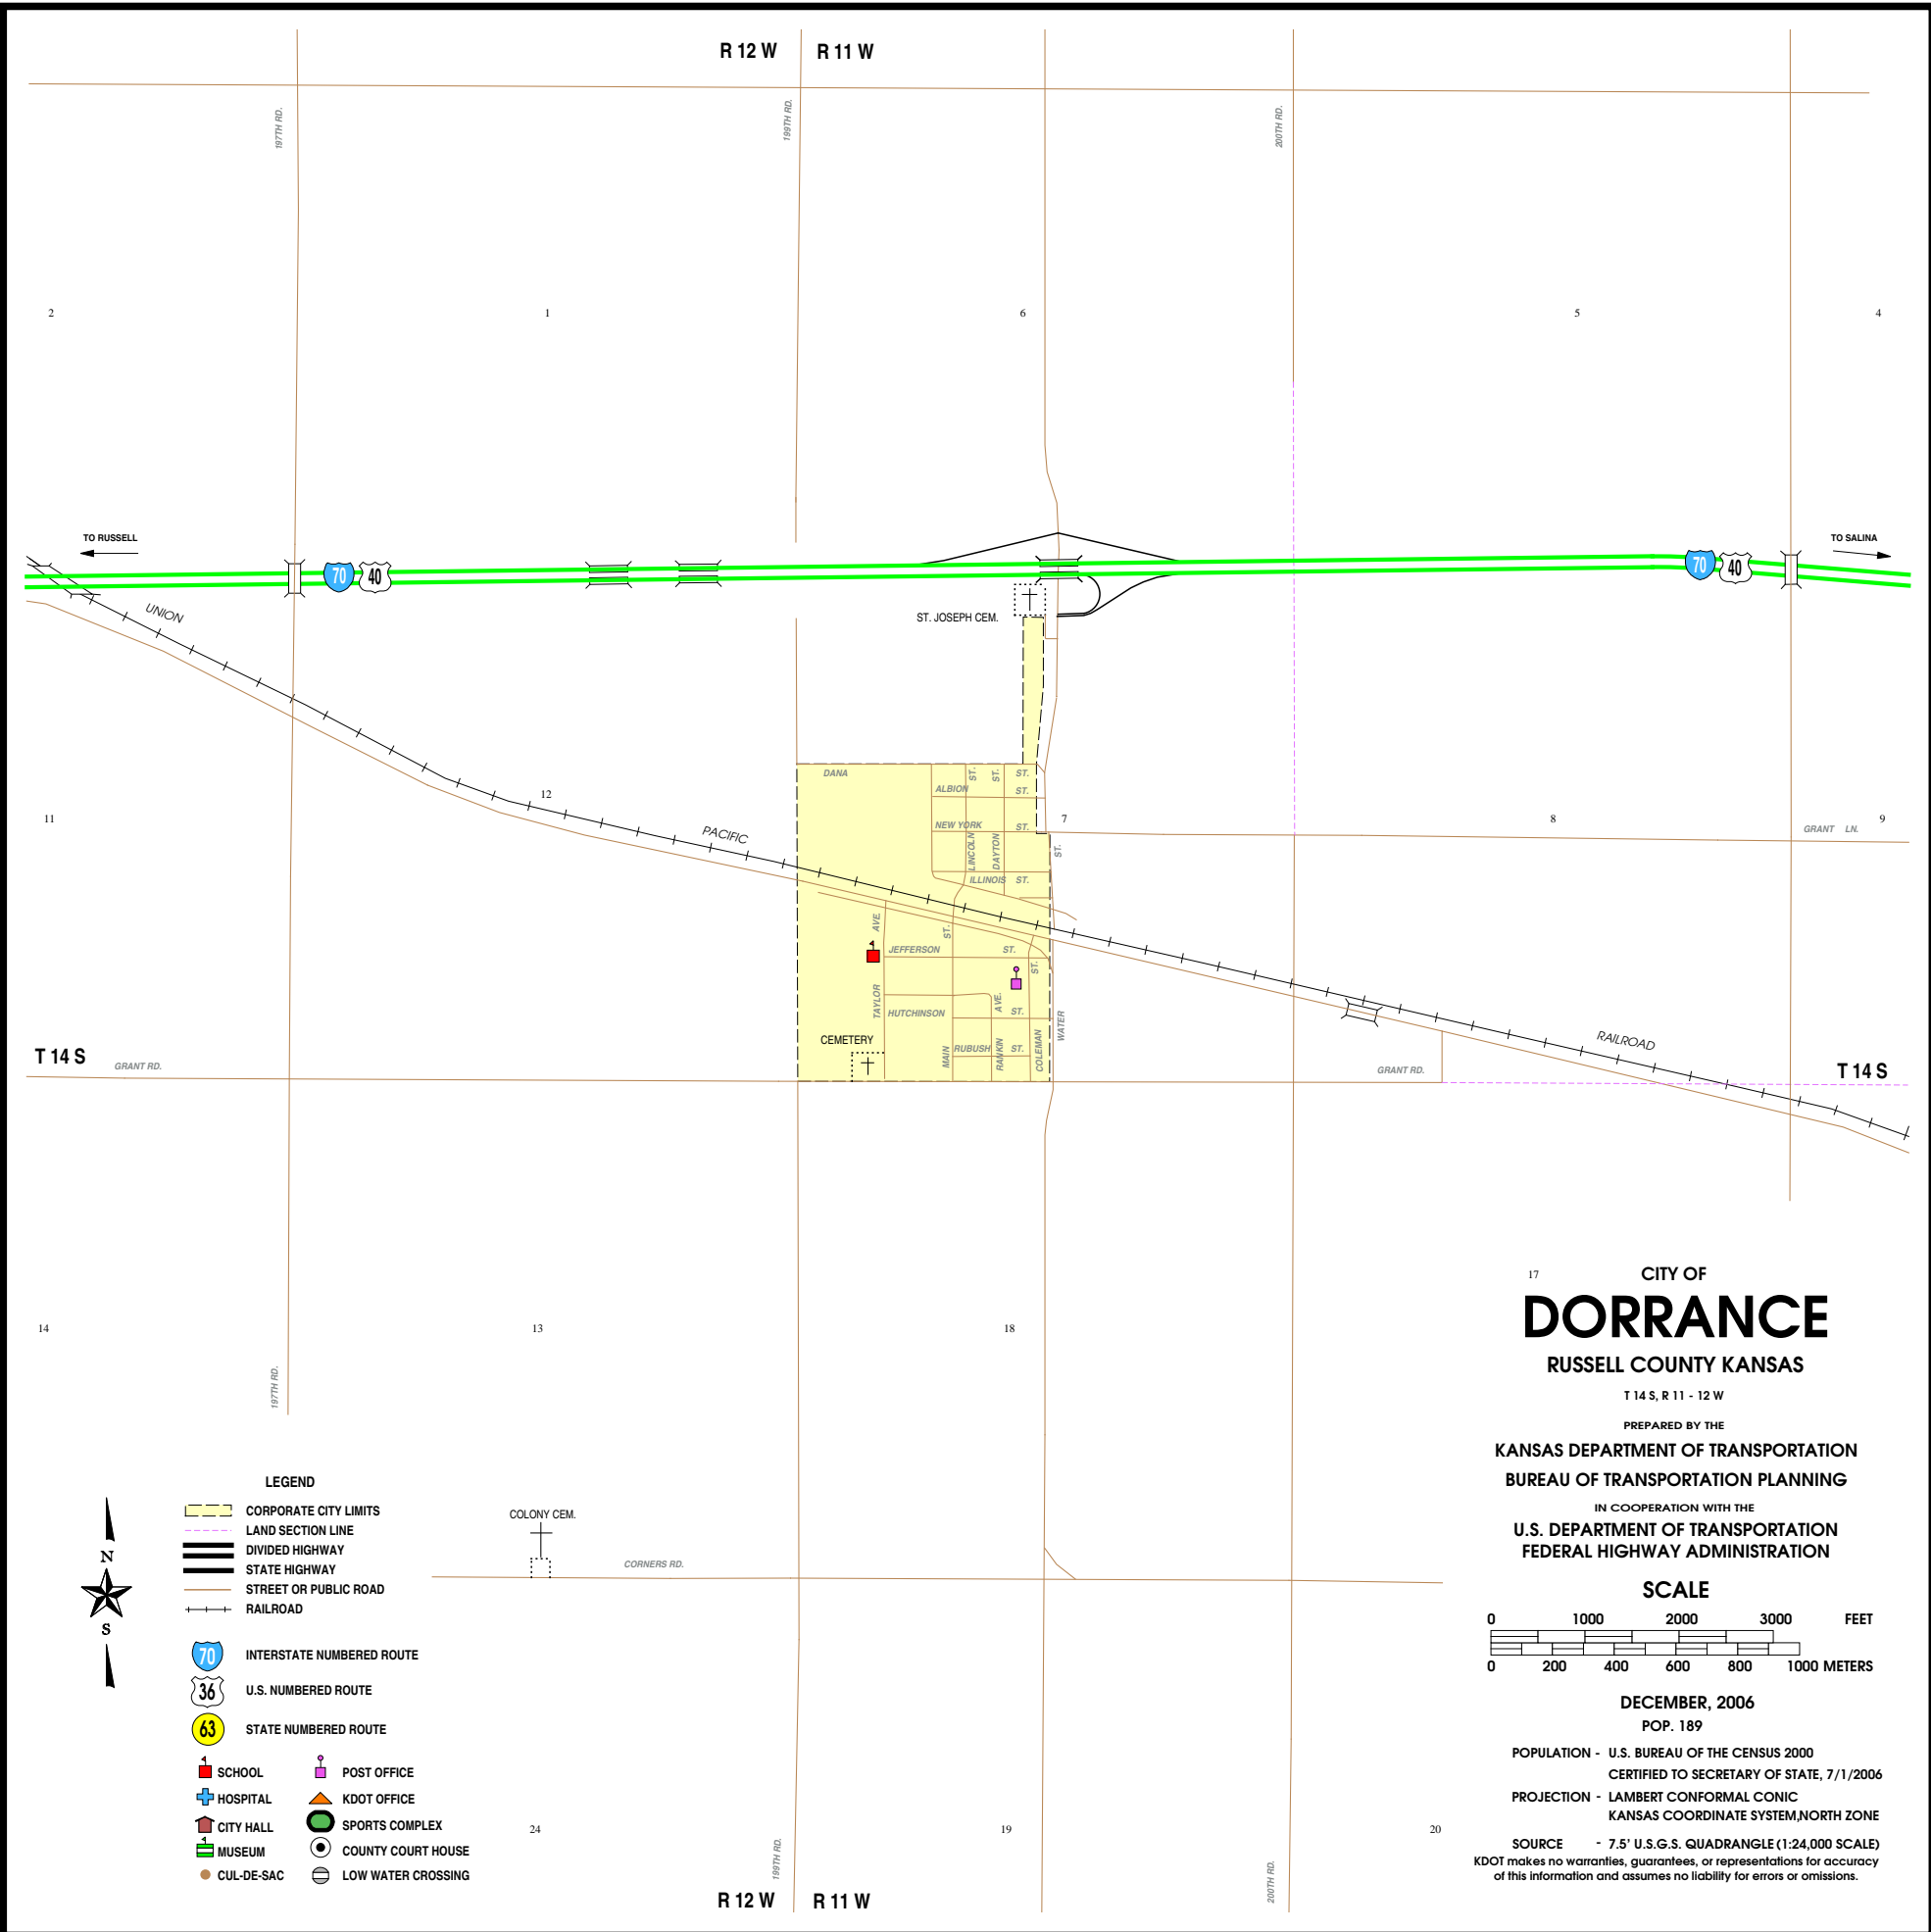 R 12 W R 11 W
197TH RD.
199TH RD.
200TH RD.
2 1 6 5 4
TO RUSSELL
TO SALINA
70 40
70 40
UNION
ST. JOSEPH CEM.
DANA ST. ST. ST.
ALBION ST.
12
11
NEW YORK ST.
7 8 9
GRANT LN.
PACIFIC
LINCOLN
DAYTON
ST.
ILLINOIS ST.
AVE.
ST.
JEFFERSON ST.
ST.
TAYLOR
AVE.
HUTCHINSON ST.
WATER
CEMETERY
MAIN
RUBUSH ST.
RANKIN
COLEMAN
RAILROAD
T 14 S
GRANT RD.
GRANT RD.
T 14 S
14 13 18 17
197TH RD.
CITY OF
DORRANCE
RUSSELL COUNTY KANSAS
T 14 S, R 11 - 12 W
PREPARED BY THE
KANSAS DEPARTMENT OF TRANSPORTATION
BUREAU OF TRANSPORTATION PLANNING
IN COOPERATION WITH THE
U.S. DEPARTMENT OF TRANSPORTATION
FEDERAL HIGHWAY ADMINISTRATION
SCALE
0 1000 2000 3000 FEET
0 200 400 600 800 1000 METERS
DECEMBER, 2006
POP. 189
POPULATION - U.S. BUREAU OF THE CENSUS 2000
CERTIFIED TO SECRETARY OF STATE, 7/1/2006
PROJECTION - LAMBERT CONFORMAL CONIC
KANSAS COORDINATE SYSTEM,NORTH ZONE
SOURCE - 7.5' U.S.G.S. QUADRANGLE (1:24,000 SCALE)
KDOT makes no warranties, guarantees, or representations for accuracy
of this information and assumes no liability for errors or omissions.
COLONY CEM.
CORNERS RD.
N
S
LEGEND
CORPORATE CITY LIMITS
LAND SECTION LINE
DIVIDED HIGHWAY
STATE HIGHWAY
STREET OR PUBLIC ROAD
RAILROAD
70 INTERSTATE NUMBERED ROUTE
36 U.S. NUMBERED ROUTE
63 STATE NUMBERED ROUTE
SCHOOL POST OFFICE
HOSPITAL KDOT OFFICE
CITY HALL SPORTS COMPLEX
MUSEUM COUNTY COURT HOUSE
CUL-DE-SAC LOW WATER CROSSING
24 19 20
199TH RD.
200TH RD.
R 12 W R 11 W